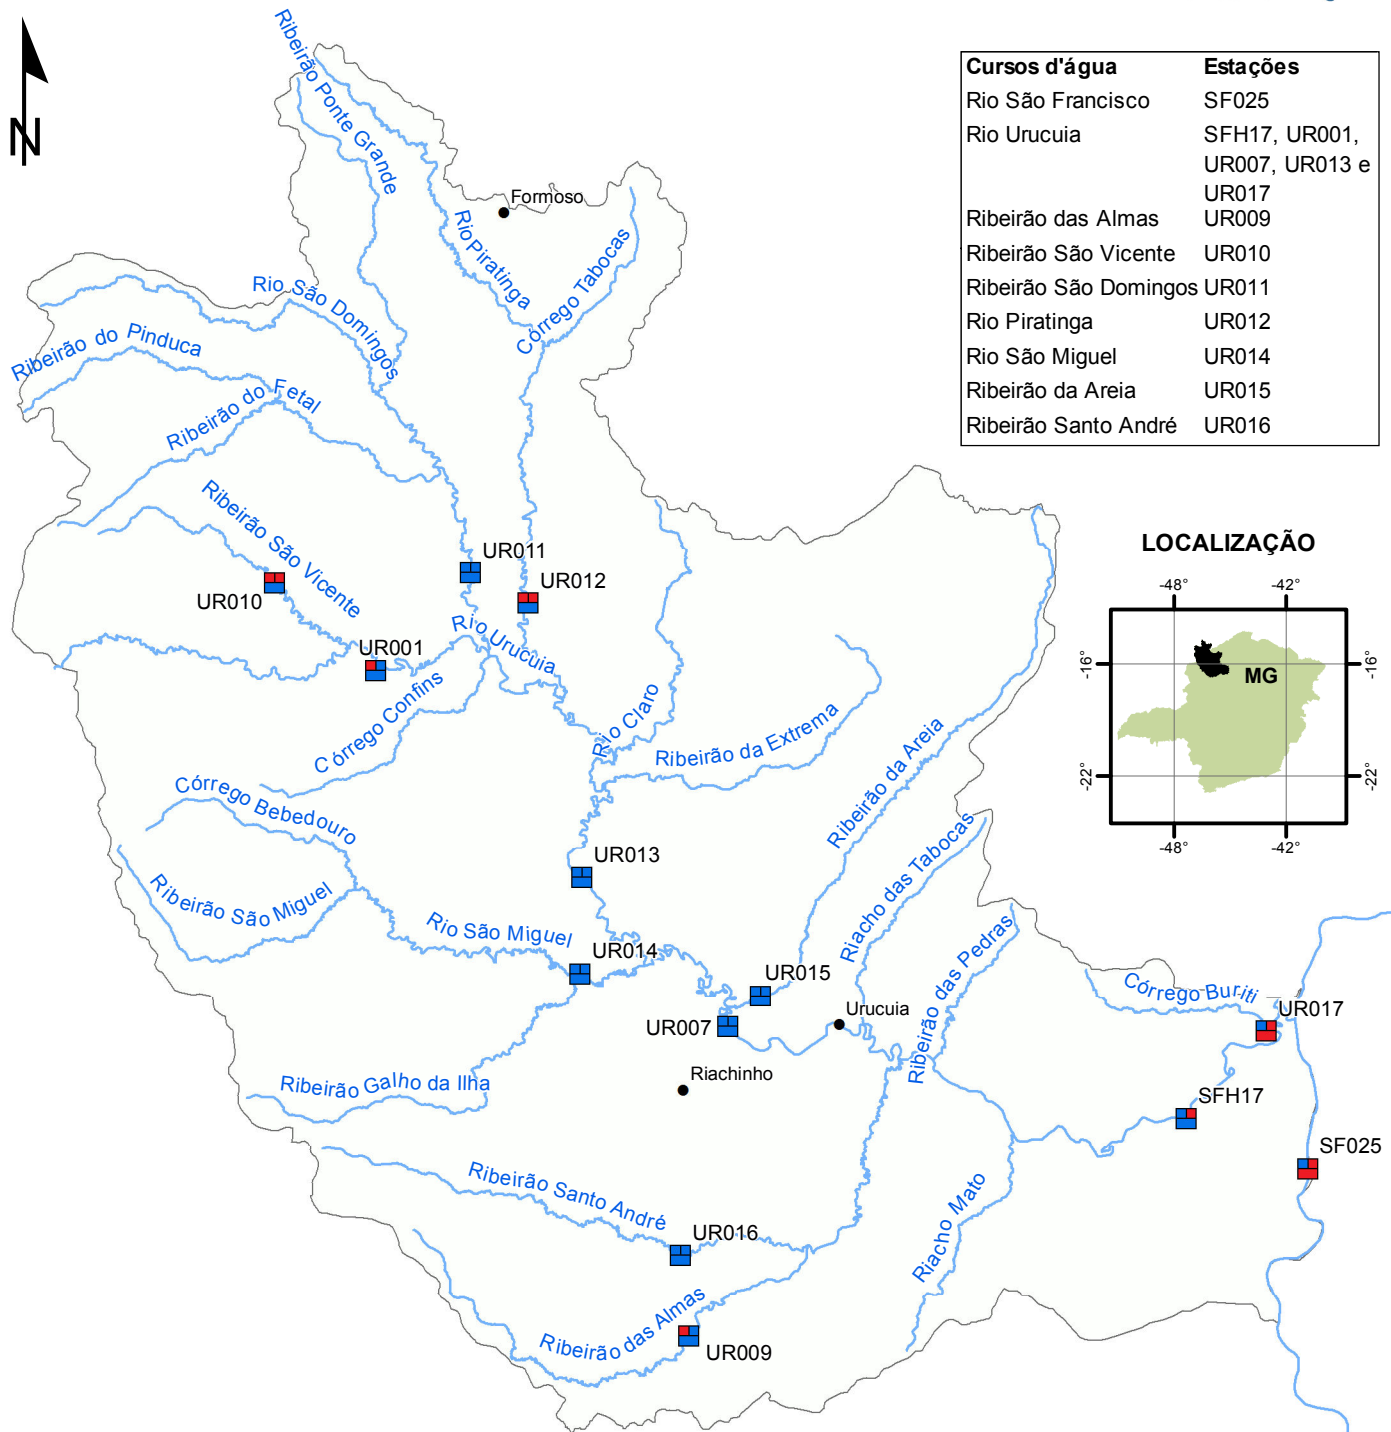 N
Cursos d'água Estações
Rio São Francisco SF025
Rio Urucuia SFH17, UR001,
UR007, UR013 e
UR017
Ribeirão das Almas UR009
Ribeirão São Vicente UR010
Ribeirão São Domingos UR011
Rio Piratinga UR012
Rio São Miguel UR014
Ribeirão da Areia UR015
Ribeirão Santo André UR016
Ribeirão Ponte Grande
Formoso
Rio Piratinga
Córrego Tabocas
Rio São Domingos
Ribeirão do Pinduca
Ribeirão do Fetal
Ribeirão São Vicente
UR011
UR012
UR010
UR001
Rio Urucuia
Córrego Confins
Rio Claro
Ribeirão da Extrema
Ribeirão da Areia
Córrego Bebedouro
Ribeirão São Miguel
UR013
Rio São Miguel
UR014
Riacho das Tabocas
Ribeirão das Pedras
UR015
Urucuia
UR007
Riachinho
Córrego Buriti
UR017
SFH17
SF025
Ribeirão Galho da Ilha
Ribeirão Santo André
UR016
Riacho Mato
Ribeirão das Almas
UR009
LOCALIZAÇÃO
-48° -42°
-16° -16°
MG
-22° -22°
-48° -42°